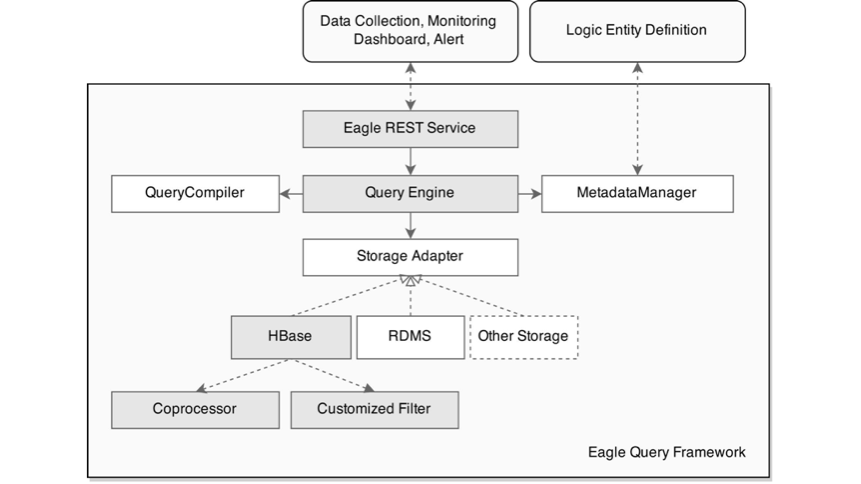 Data Collection, Monitoring
Dashboard, Alert
Logic Entity Definition
Eagle REST Service
QueryCompiler
Query Engine
MetadataManager
Storage Adapter
HBase
RDMS
Other Storage
Coprocessor
Customized Filter
Eagle Query Framework